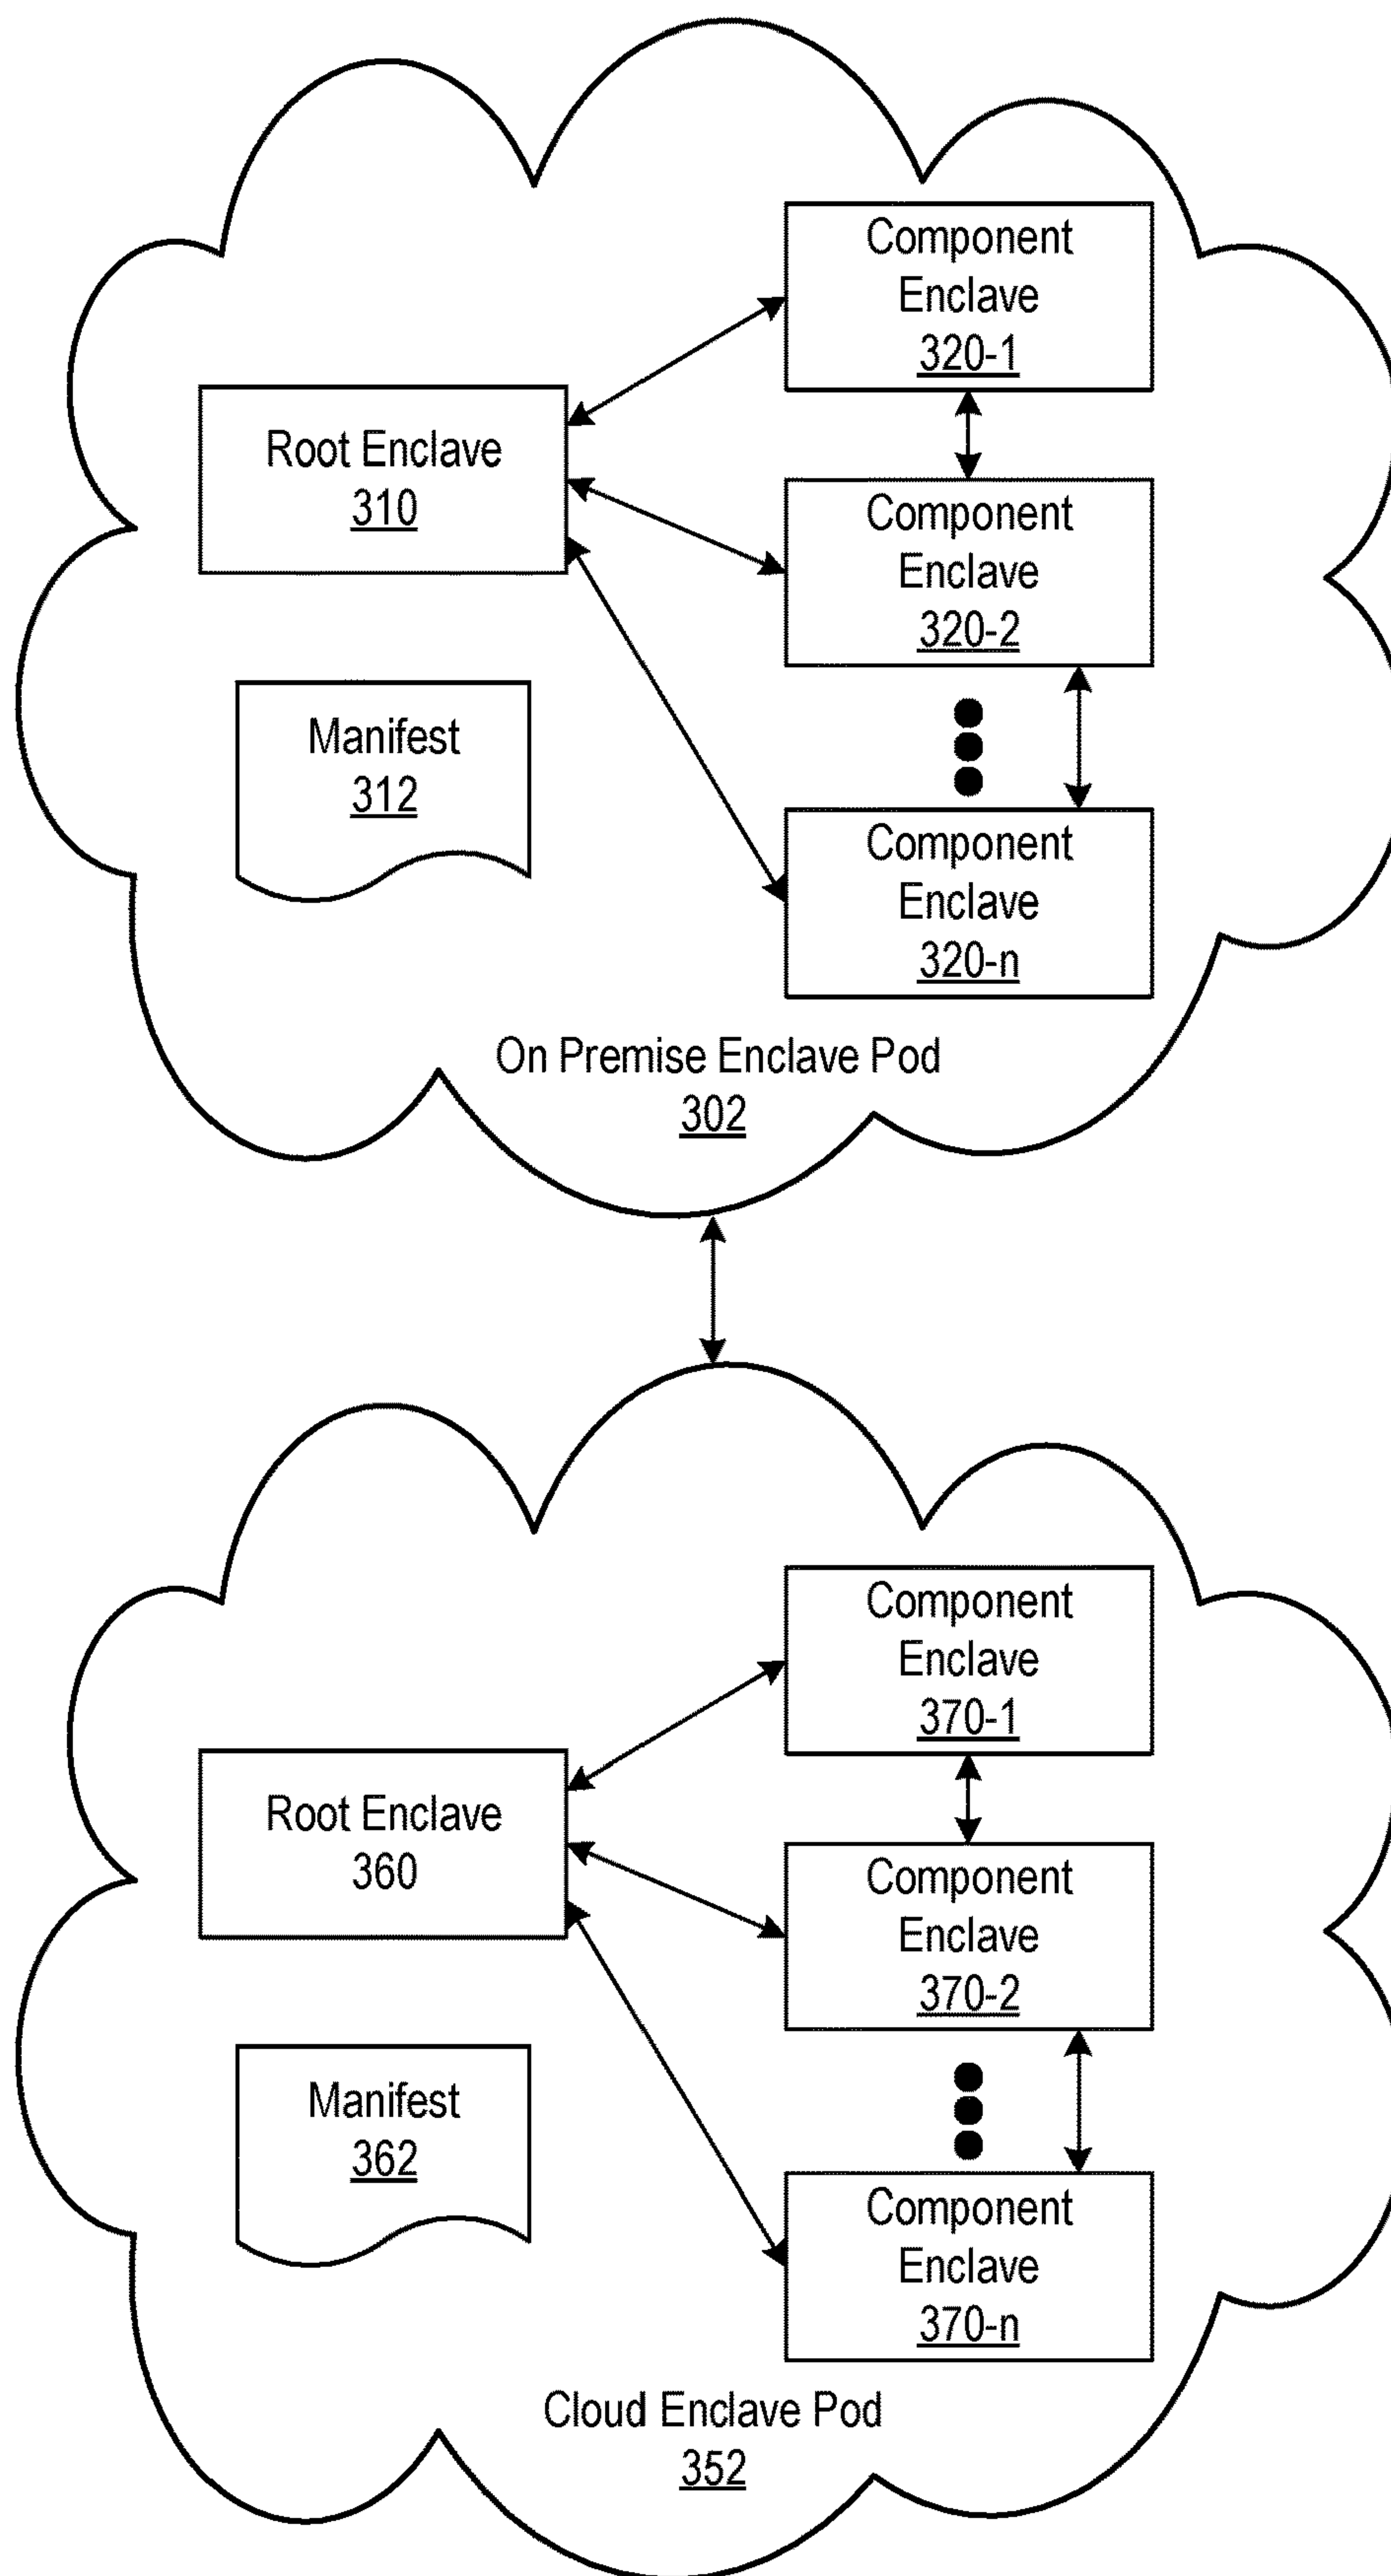 Component
Enclave
320-1
Root Enclave
310
Component
Enclave
320-2
Manifest
312
Component
Enclave
320-n
On Premise Enclave Pod
302
Component
Enclave
370-1
Root Enclave
360
Component
Enclave
370-2
Manifest
362
Component
Enclave
370-n
Cloud Enclave Pod
352